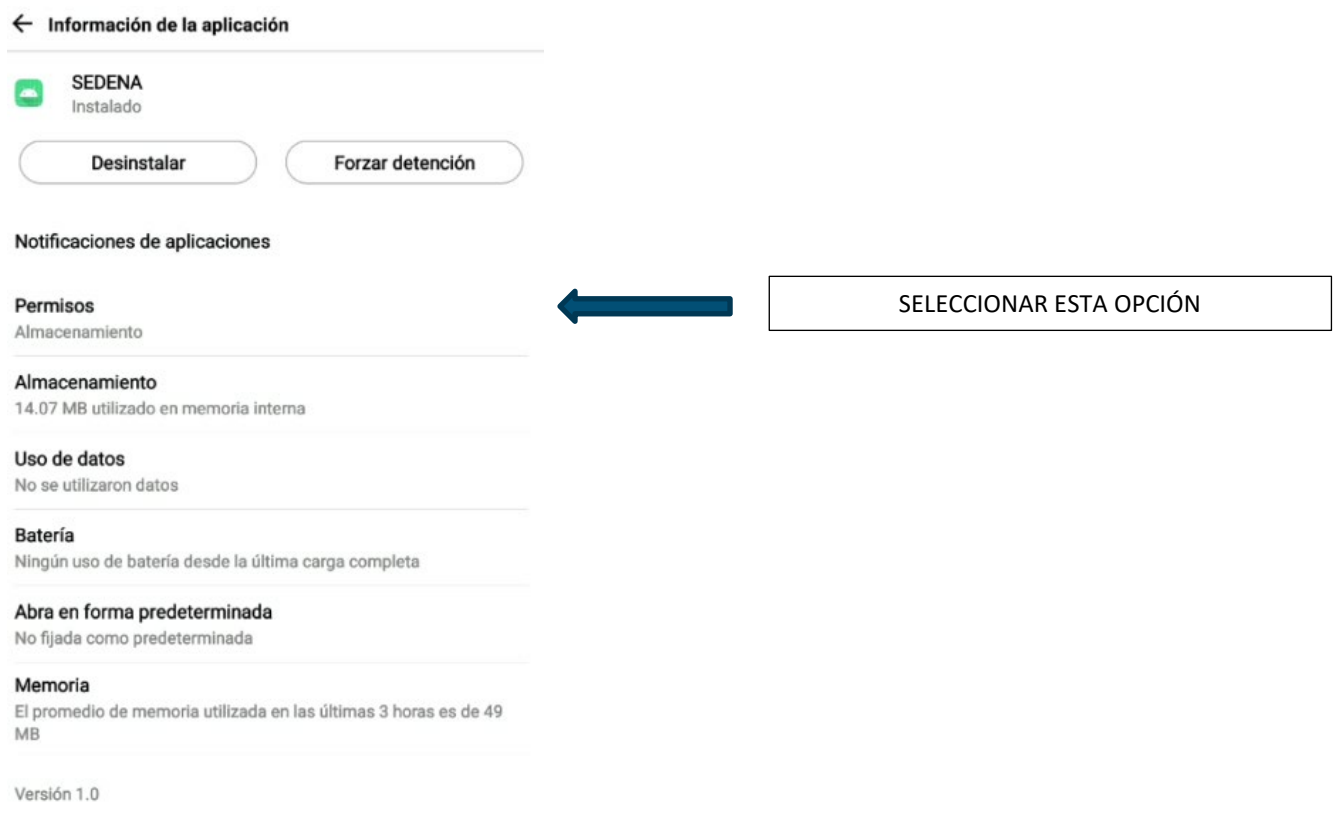 Información de la aplicación
SEDENA
Instalado
Desinstalar
Forzar detención
Notificaciones de aplicaciones
Permisos
Almacenamiento
SELECCIONAR ESTA OPCIÓN
Almacenamiento
14.07 MB utilizado en memoria interna
Uso de datos
No se utilizaron datos
Batería
Ningún uso de batería desde la última carga completa
Abra en forma predeterminada
No fijada como predeterminada
Memoria
El promedio de memoria utilizada en las últimas 3 horas es de 49
MB
Versión 1.0